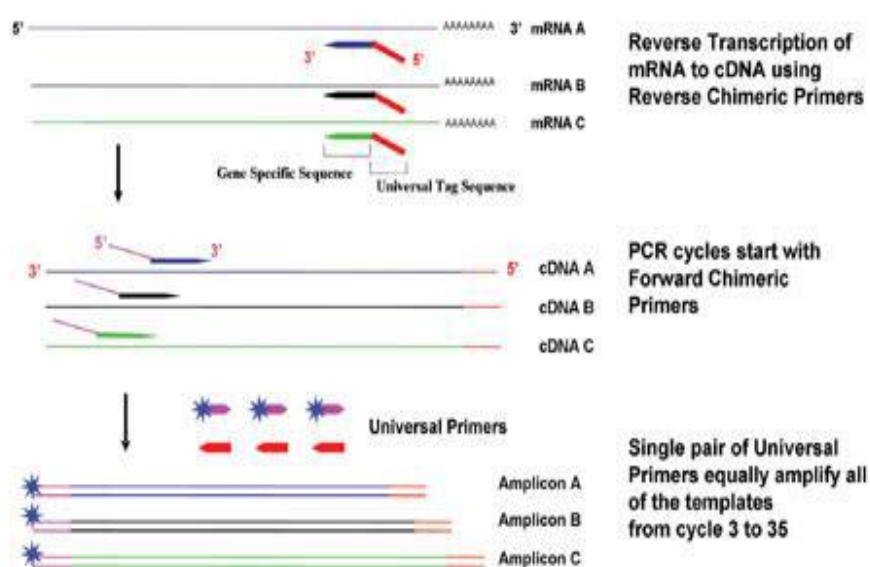 5' AAAAAAAA 3' mRNA A
3' 5'
Reverse Transcription of
mRNA to cDNA using
Reverse Chimeric Primers
AAAAAAAA mRNA B
AAAAAAAA mRNA C
Gene Specific Sequence
Universal Tag Sequence
5' 3'
3' 5' cDNA A
cDNA B
cDNA C
PCR cycles start with
Forward Chimeric
Primers
Universal Primers
Amplicon A
Amplicon B
Amplicon C
Single pair of Universal
Primers equally amplify all
of the templates
from cycle 3 to 35